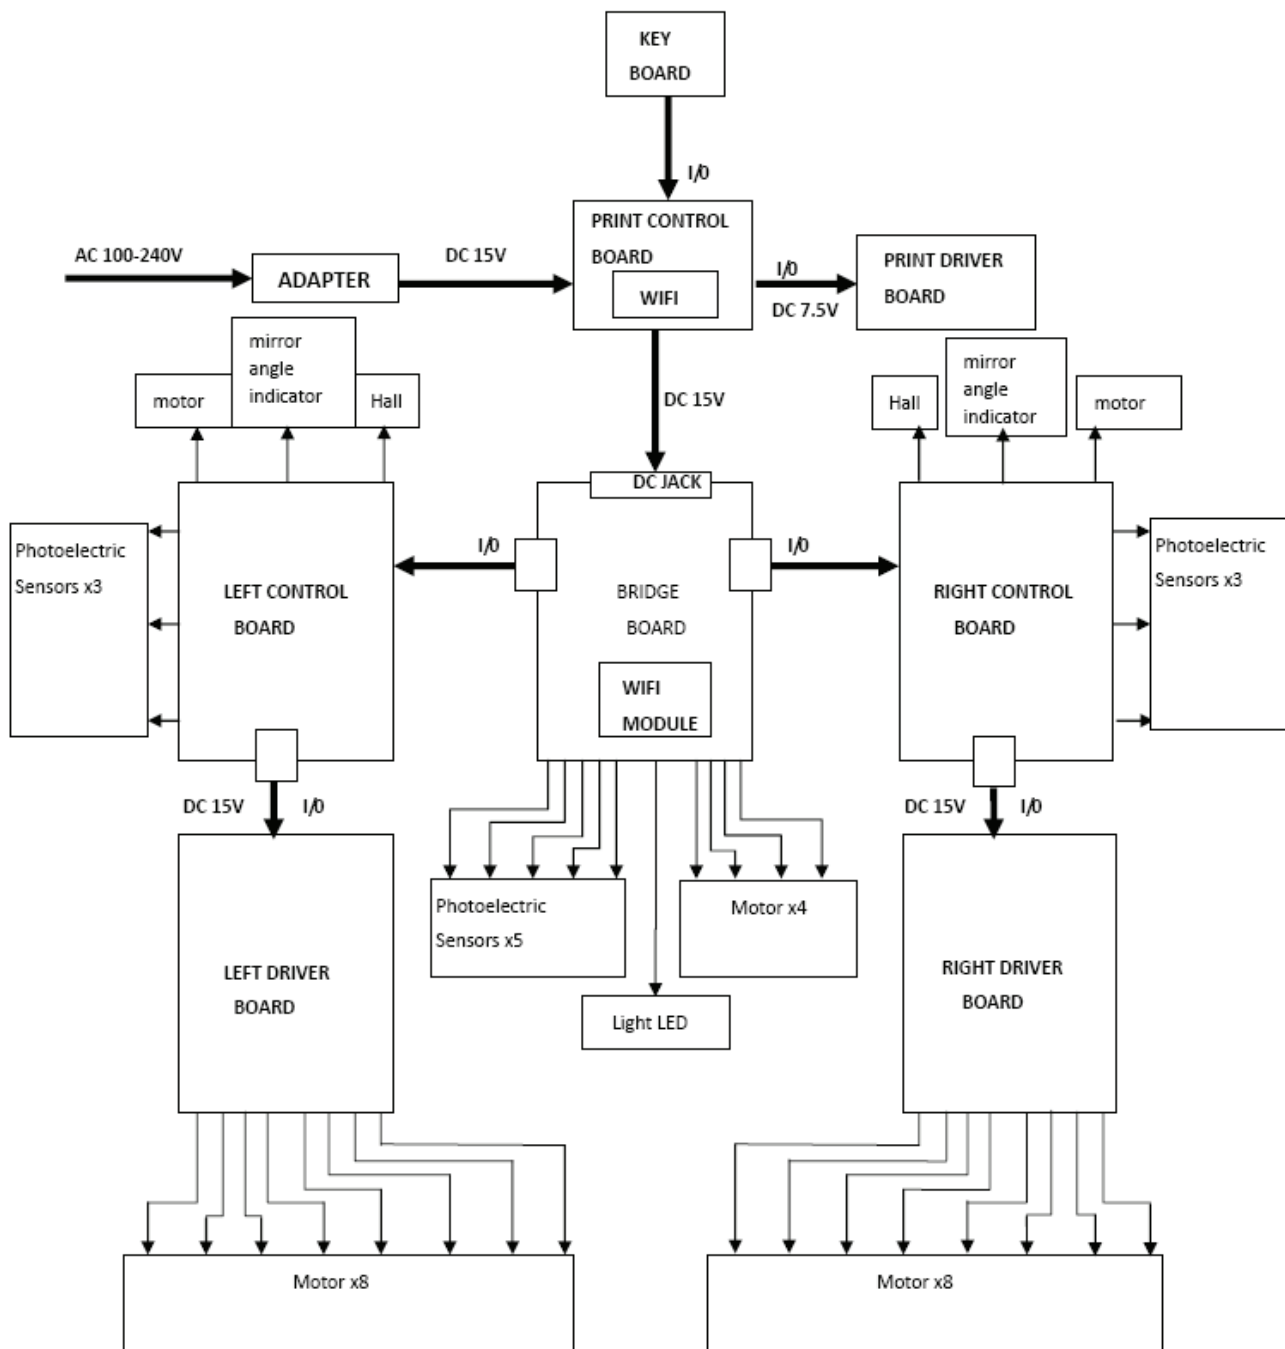 KEY
BOARD
I/0
PRINT CONTROL
BOARD
WIFI
AC 100-240V
ADAPTER
DC 15V
I/0
DC 7.5V
PRINT DRIVER
BOARD
mirror
angle
indicator
motor
Hall
DC 15V
Hall
mirror
angle
indicator
motor
DC JACK
Photoelectric
Sensors x3
LEFT CONTROL
BOARD
I/0
BRIDGE
BOARD
WIFI
MODULE
I/0
RIGHT CONTROL
BOARD
Photoelectric
Sensors x3
DC 15V
I/0
DC 15V
I/0
LEFT DRIVER
BOARD
Photoelectric
Sensors x5
Motor x4
Light LED
RIGHT DRIVER
BOARD
Motor x8
Motor x8